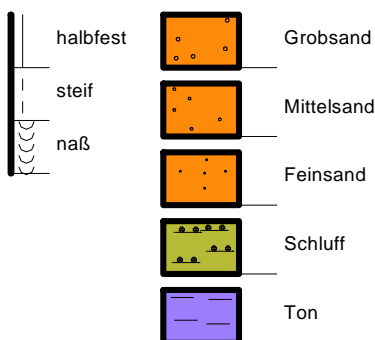 halbfest
steif
naß
Grobsand
Mittelsand
Feinsand
Schluff
Ton